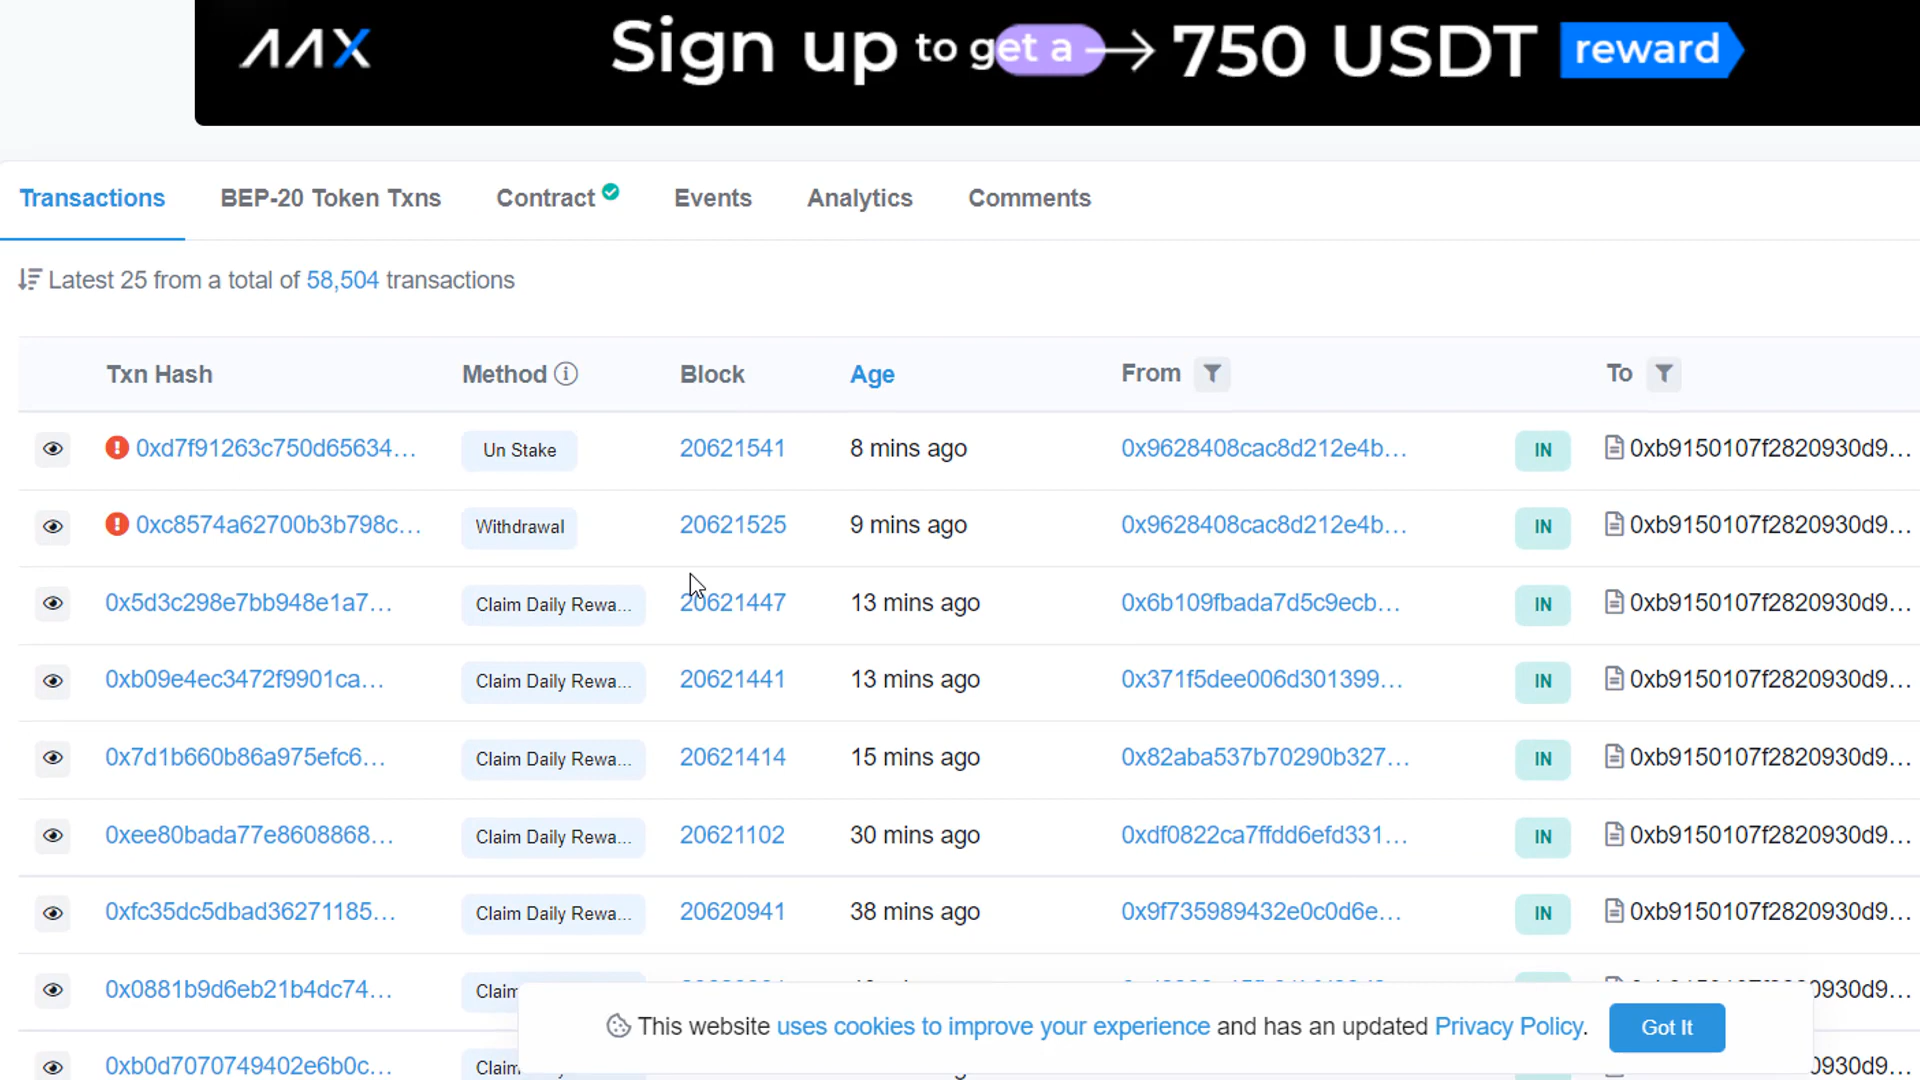 AAX Sign up to get a → 750 USDT reward
Transactions BEP-20 Token Txns Contract Events Analytics Comments
Latest 25 from a total of 58,504 transactions
Txn Hash Method Block Age From To
0xd7f91263c750d65634... Un Stake 20621541 8 mins ago 0x9628408cac8d212e4b... IN 0xb9150107f2820930d9...
0xc8574a62700b3b798c... Withdrawal 20621525 9 mins ago 0x9628408cac8d212e4b... IN 0xb9150107f2820930d9...
0x5d3c298e7bb948e1a7... Claim Daily Rewa... 20621447 13 mins ago 0x6b109fbada7d5c9ecb... IN 0xb9150107f2820930d9...
0xb09e4ec3472f9901ca... Claim Daily Rewa... 20621441 13 mins ago 0x371f5dee006d301399... IN 0xb9150107f2820930d9...
0x7d1b660b86a975efc6... Claim Daily Rewa... 20621414 15 mins ago 0x82aba537b70290b327... IN 0xb9150107f2820930d9...
0xee80bada77e8608868... Claim Daily Rewa... 20621102 30 mins ago 0xdf0822ca7ffdd6efd331... IN 0xb9150107f2820930d9...
0xfc35dc5dbad36271185... Claim Daily Rewa... 20620941 38 mins ago 0x9f735989432e0c0d6e... IN 0xb9150107f2820930d9...
0x0881b9d6eb21b4dc74... Claim 0930d9...
This website uses cookies to improve your experience and has an updated Privacy Policy. Got It
0xb0d7070749402e6b0c... Claim 0930d9...